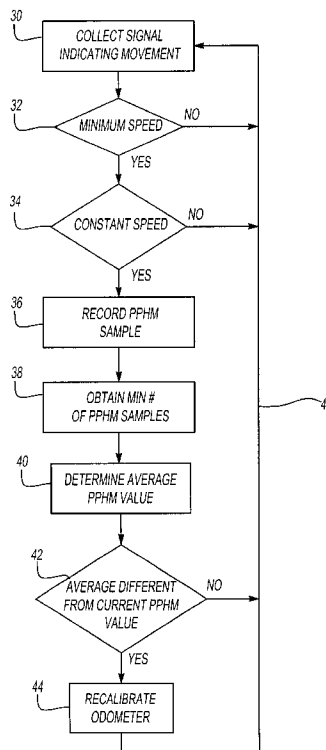 30
COLLECT SIGNAL
INDICATING MOVEMENT
32
MINIMUM SPEED
NO
YES
34
CONSTANT SPEED
NO
YES
36
RECORD PPHM
SAMPLE
38
OBTAIN MIN #
OF PPHM SAMPLES
4
40
DETERMINE AVERAGE
PPHM VALUE
42
AVERAGE DIFFERENT
FROM CURRENT PPHM
VALUE
NO
YES
44
RECALIBRATE
ODOMETER